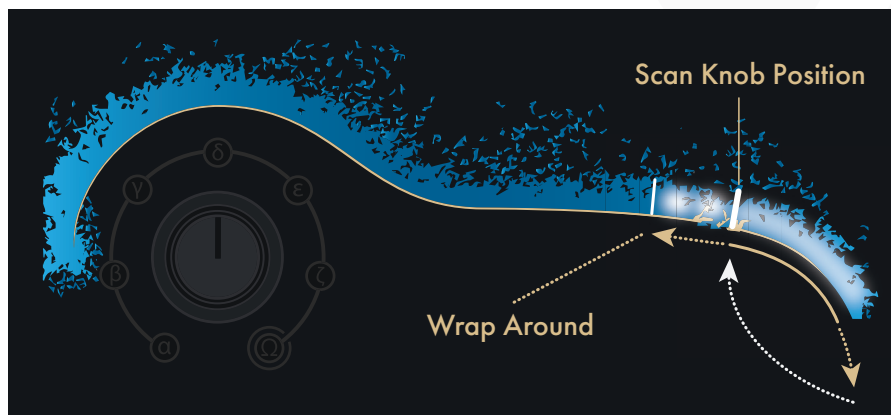 Scan Knob Position
δ
γ
ε
β
ζ
Wrap Around
α
Ω